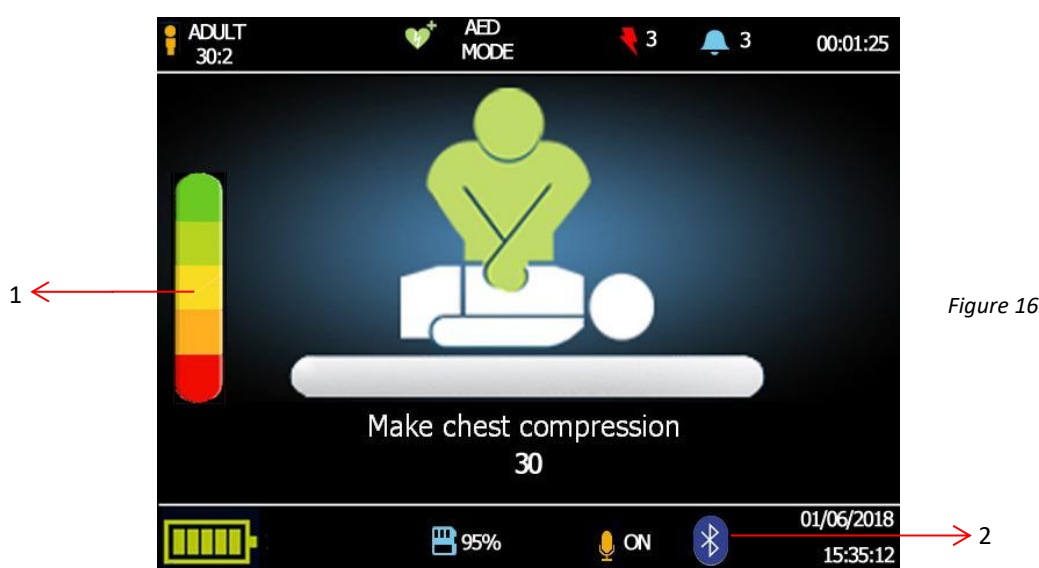 ADULT
30:2
AED
MODE
3
3
00:01:25
1
Figure 16
Make chest compression
30
95%
ON
01/06/2018
15:35:12
2